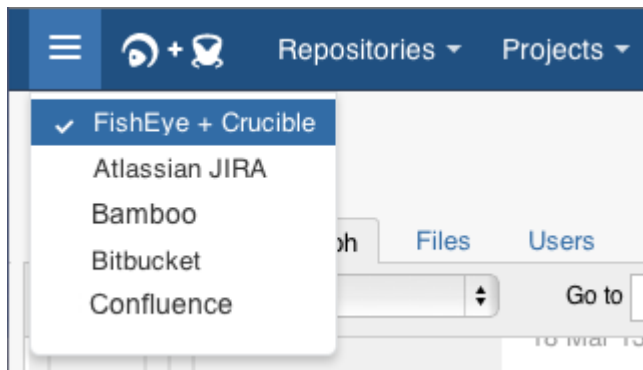 Repositories Projects
FishEye + Crucible
Atlassian JIRA
Bamboo
Bitbucket
Confluence
Files Users
Go to